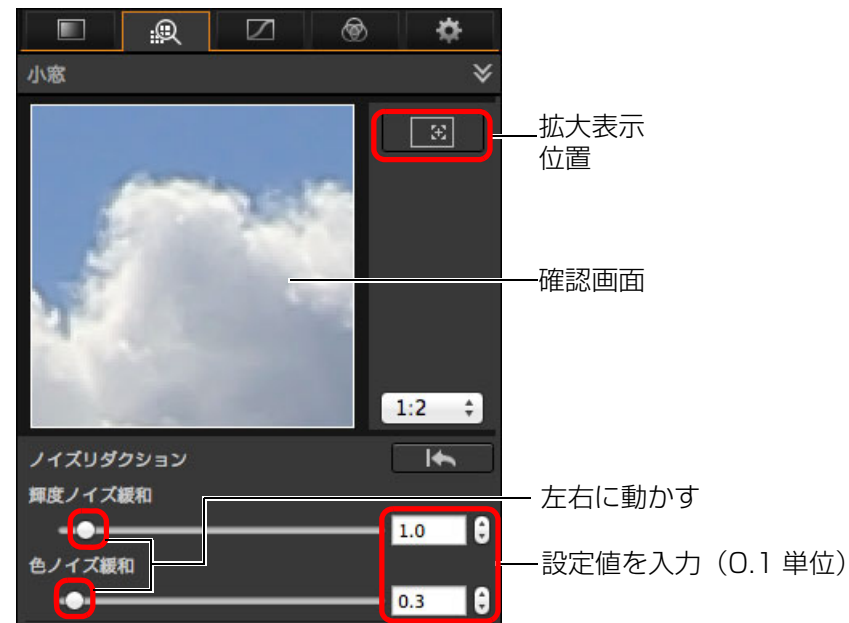 小窓
拡大表示
位置
確認画面
1:2
ノイズリダクション
輝度ノイズ緩和
左右に動かす
1.0
設定値を入力（0.1 単位）
色ノイズ緩和
0.3